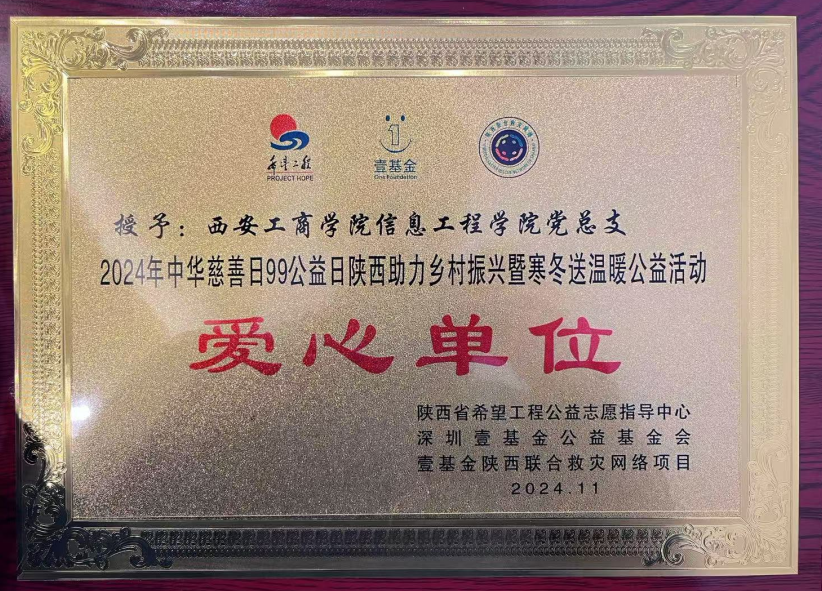 希望工程
PROJECT HOPE
1
壹基金
One Foundation
授予：西安工商学院信息工程学院党总支
2024年中华慈善日99公益日陕西助力乡村振兴暨寒冬送温暖公益活动
爱心单位
陕西省希望工程公益志愿指导中心
深圳壹基金公益基金会
壹基金陕西联合救灾网络项目
2024.11